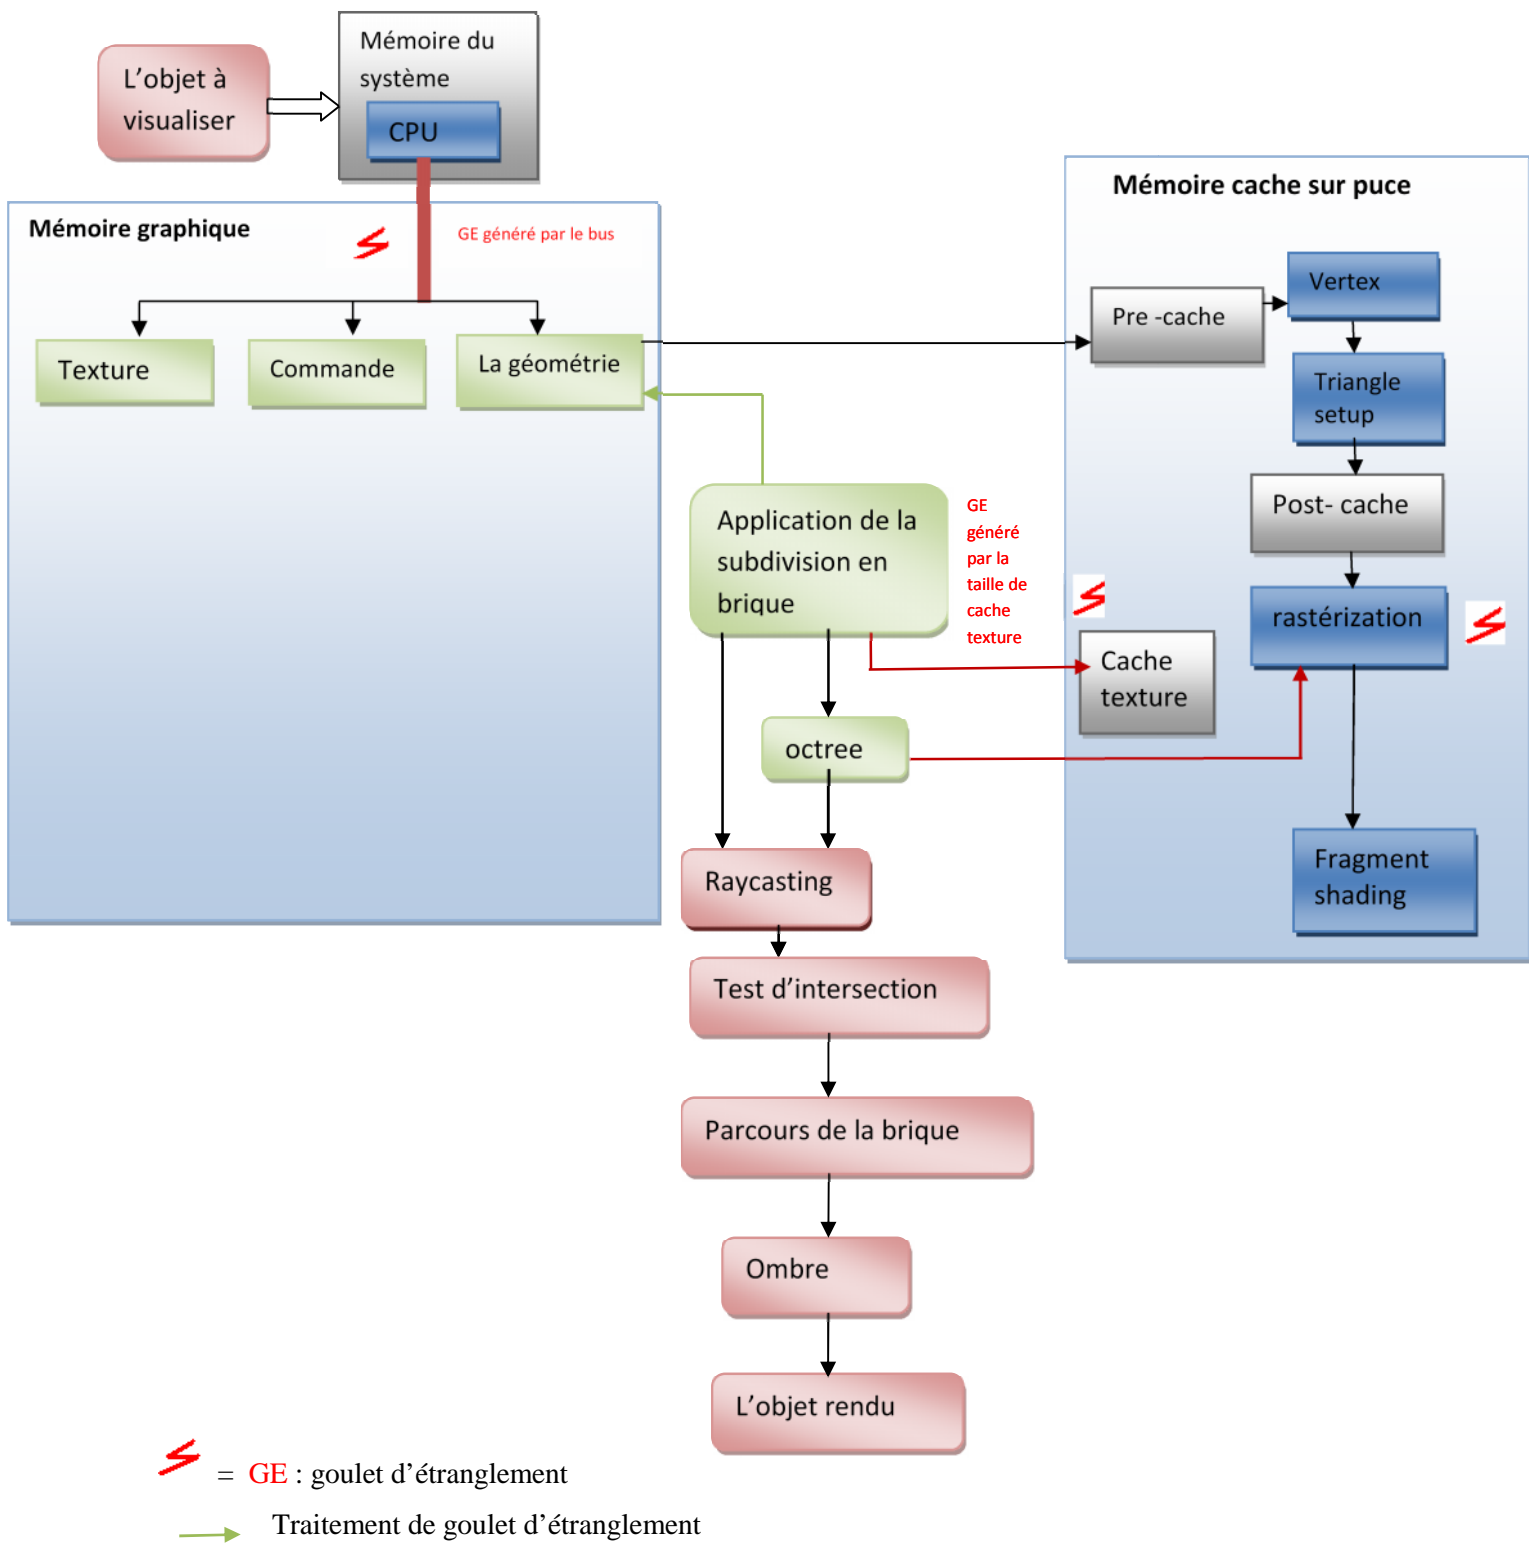 L'objet à
visualiser
Mémoire du
système
CPU
Mémoire graphique
GE généré par le bus
Texture
Commande
La géométrie
Mémoire cache sur puce
Pre -cache
Vertex
Triangle
setup
Post- cache
rastérization
Cache
texture
Fragment
shading
Application de la
subdivision en
brique
GE
généré
par la
taille de
cache
texture
octree
Raycasting
Test d'intersection
Parcours de la brique
Ombre
L'objet rendu
= GE : goulet d'étranglement
Traitement de goulet d'étranglement